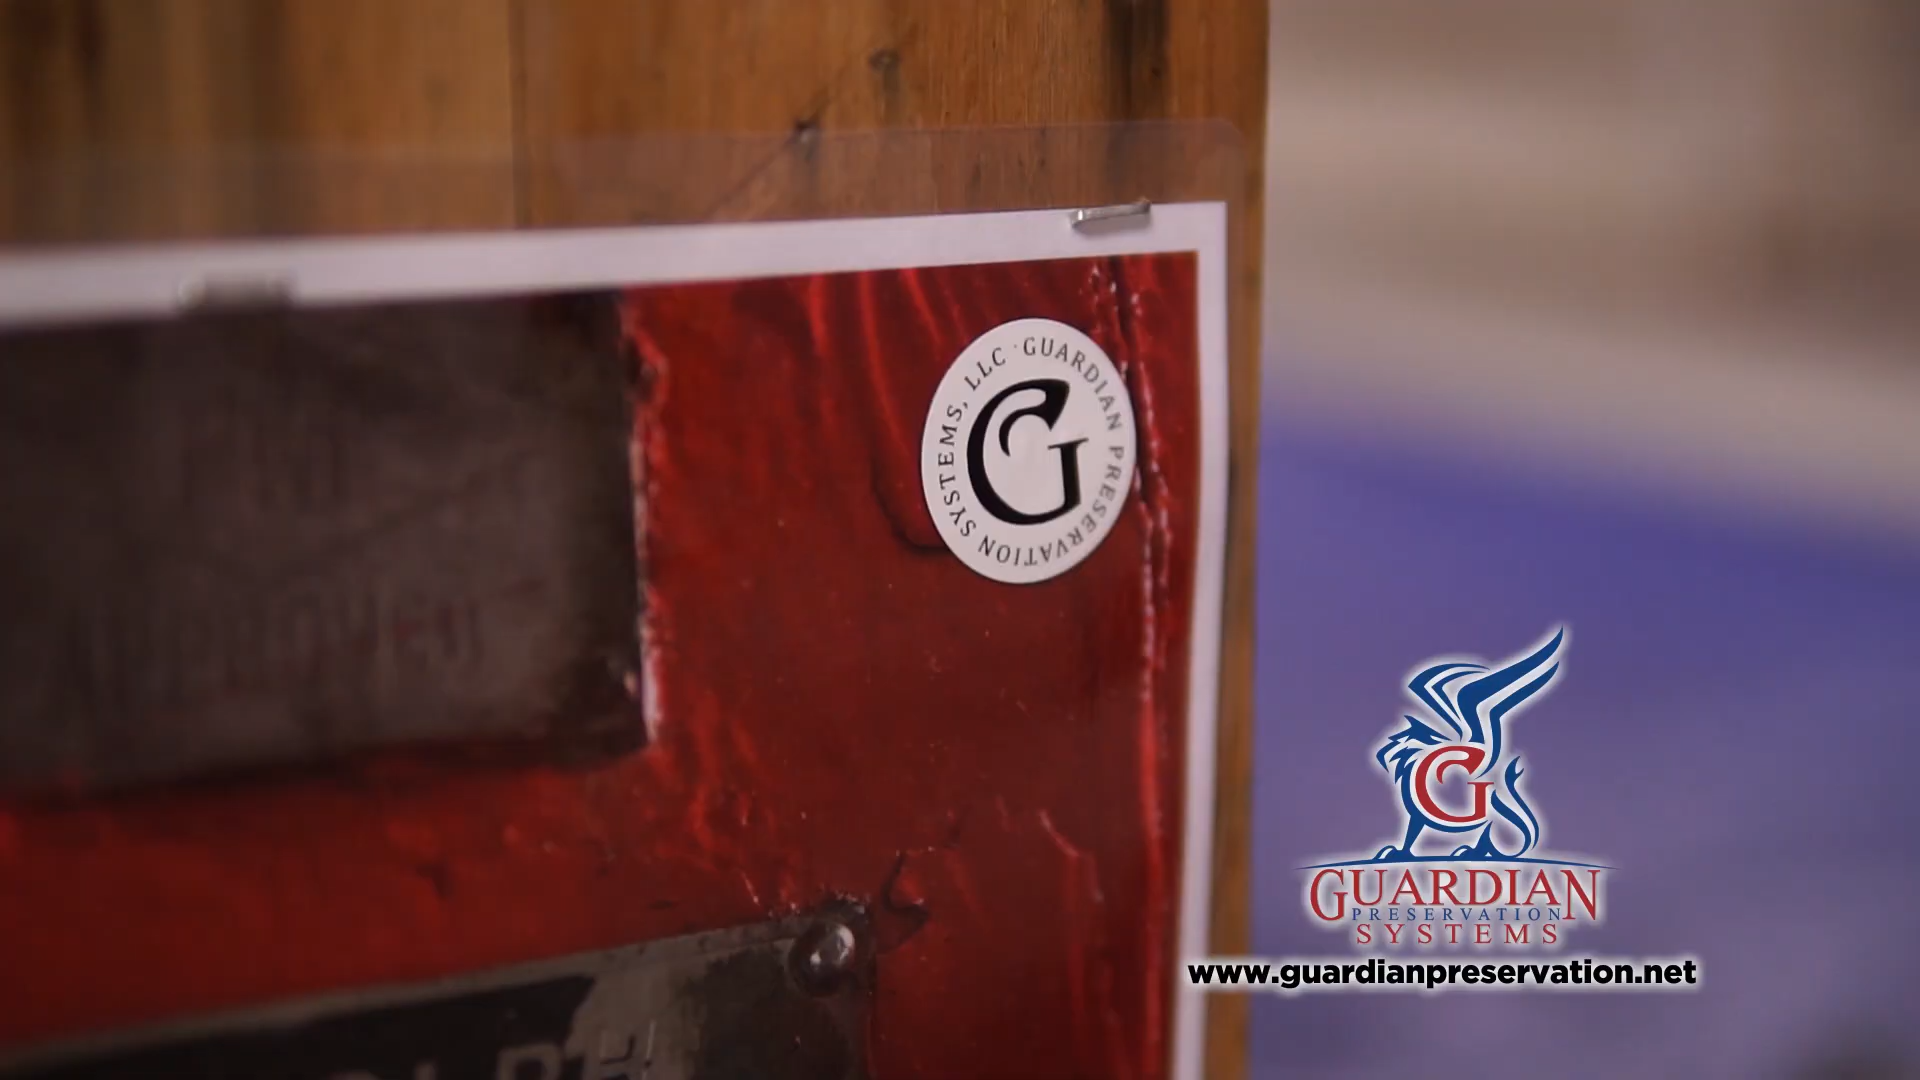 GUARDIAN PRESERVATION SYSTEMS, LLC ·
G
G
GUARDIAN
PRESERVATION
SYSTEMS
www.guardianpreservation.net